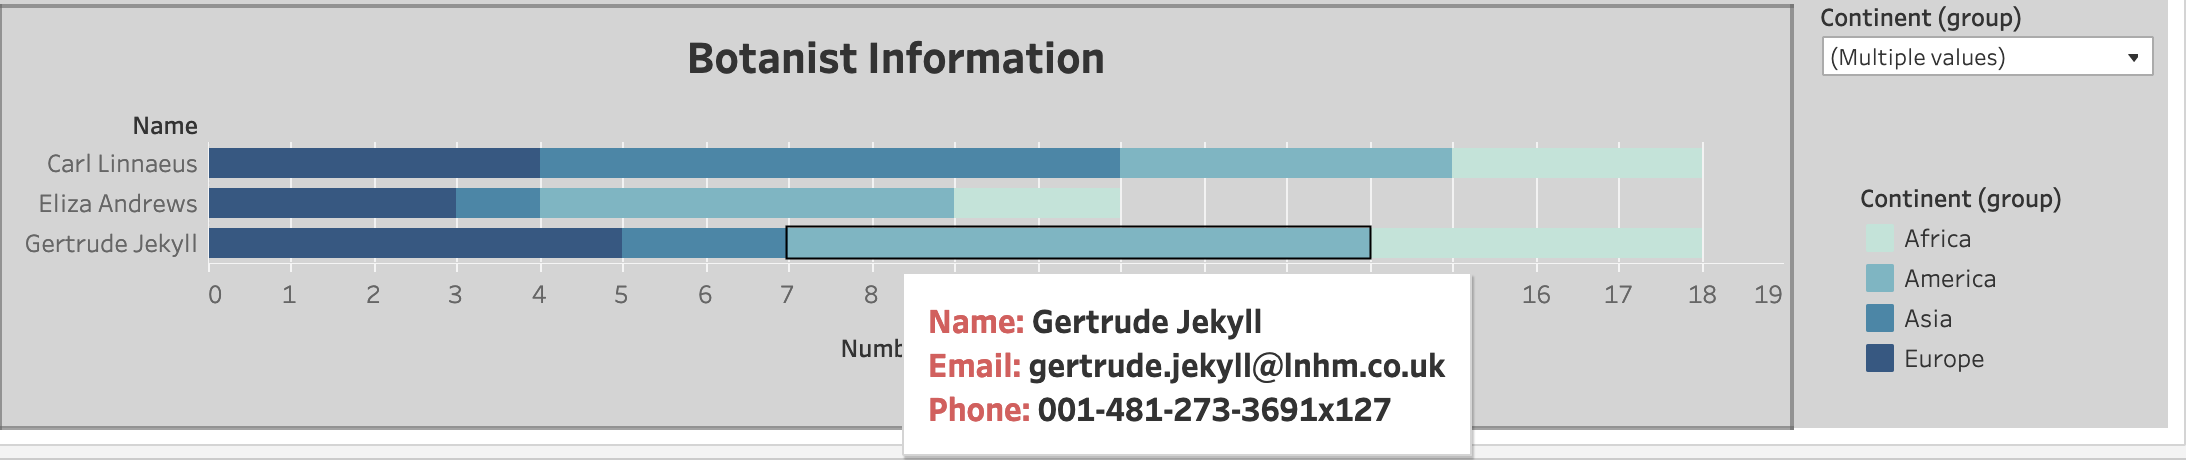 Botanist Information
Name
Carl Linnaeus
Eliza Andrews
Gertrude Jekyll
0 1 2 3 4 5 6 7 8 16 17 18 19
Name: Gertrude Jekyll
Email: gertrude.jekyll@lnhm.co.uk
Phone: 001-481-273-3691x127
Continent (group)
(Multiple values)
Continent (group)
Africa
America
Asia
Europe